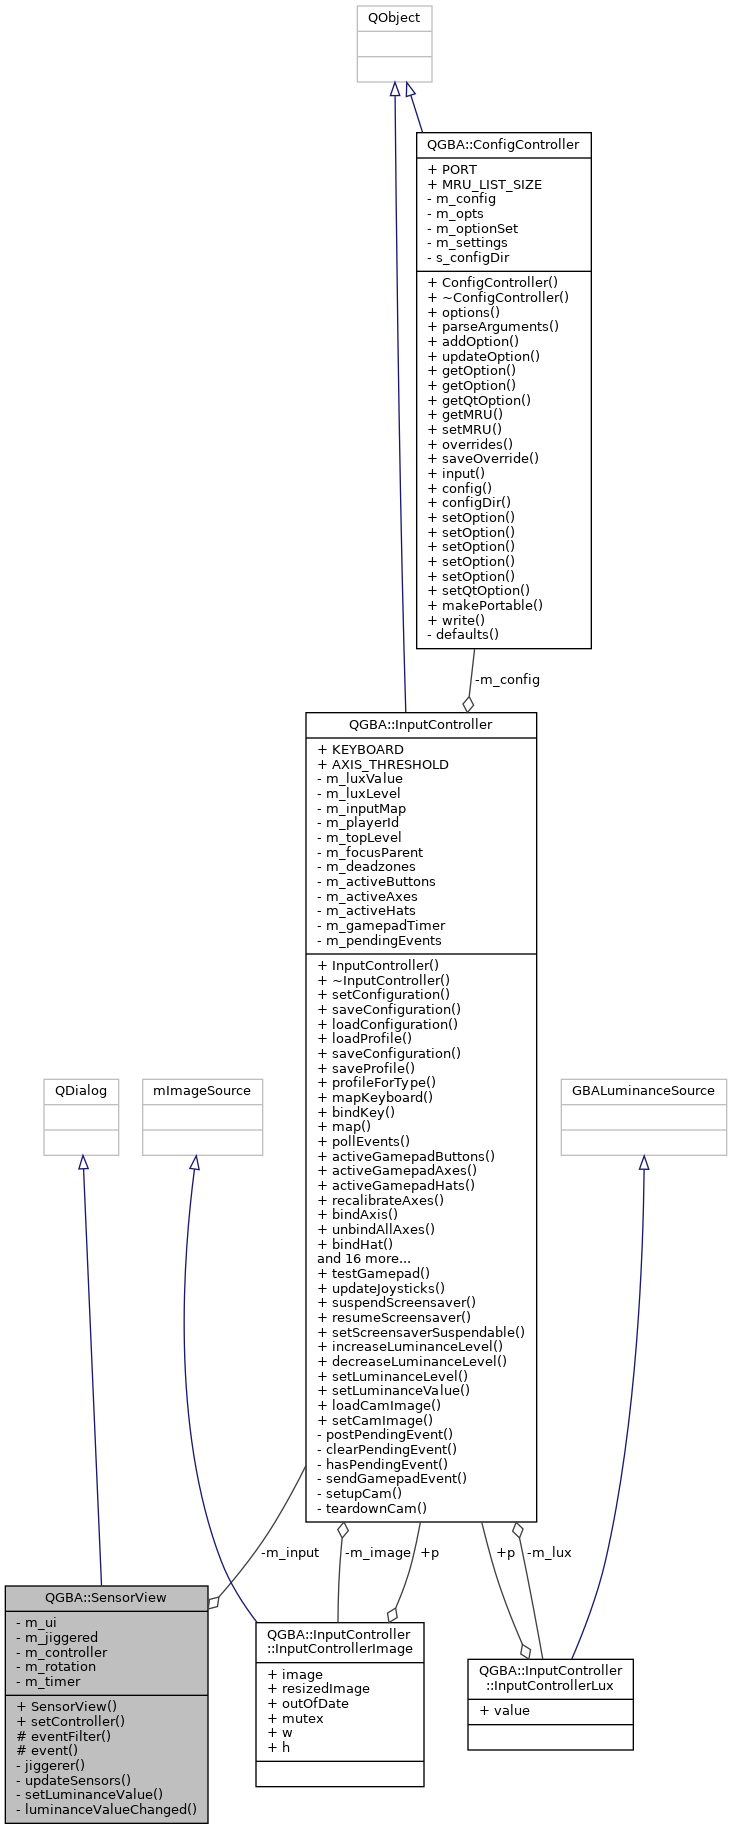 QObject
QGBA::ConfigController
+ PORT
+ MRU_LIST_SIZE
- m_config
- m_opts
- m_optionSet
- m_settings
- s_configDir
+ ConfigController()
+ ~ConfigController()
+ options()
+ parseArguments()
+ addOption()
+ updateOption()
+ getOption()
+ getOption()
+ getQtOption()
+ getMRU()
+ setMRU()
+ overrides()
+ saveOverride()
+ input()
+ config()
+ configDir()
+ setOption()
+ setOption()
+ setOption()
+ setOption()
+ setOption()
+ setQtOption()
+ makePortable()
+ write()
- defaults()
-m_config
QGBA::InputController
+ KEYBOARD
+ AXIS_THRESHOLD
- m_luxValue
- m_luxLevel
- m_inputMap
- m_playerId
- m_topLevel
- m_focusParent
- m_deadzones
- m_activeButtons
- m_activeAxes
- m_activeHats
- m_gamepadTimer
- m_pendingEvents
+ InputController()
+ ~InputController()
+ setConfiguration()
+ saveConfiguration()
+ loadConfiguration()
+ loadProfile()
+ saveConfiguration()
+ saveProfile()
+ profileForType()
+ mapKeyboard()
+ bindKey()
+ map()
+ pollEvents()
+ activeGamepadButtons()
+ activeGamepadAxes()
+ activeGamepadHats()
+ recalibrateAxes()
+ bindAxis()
+ unbindAllAxes()
+ bindHat()
and 16 more...
+ testGamepad()
+ updateJoysticks()
+ suspendScreensaver()
+ resumeScreensaver()
+ setScreensaverSuspendable()
+ increaseLuminanceLevel()
+ decreaseLuminanceLevel()
+ setLuminanceLevel()
+ setLuminanceValue()
+ loadCamImage()
+ setCamImage()
- postPendingEvent()
- clearPendingEvent()
- hasPendingEvent()
- sendGamepadEvent()
- setupCam()
- teardownCam()
QDialog
mImageSource
GBALuminanceSource
-m_input
-m_image
+p
+p
-m_lux
QGBA::SensorView
- m_ui
- m_jiggered
- m_controller
- m_rotation
- m_timer
+ SensorView()
+ setController()
# eventFilter()
# event()
- jiggerer()
- updateSensors()
- setLuminanceValue()
- luminanceValueChanged()
QGBA::InputController
::InputControllerImage
+ image
+ resizedImage
+ outOfDate
+ mutex
+ w
+ h
QGBA::InputController
::InputControllerLux
+ value